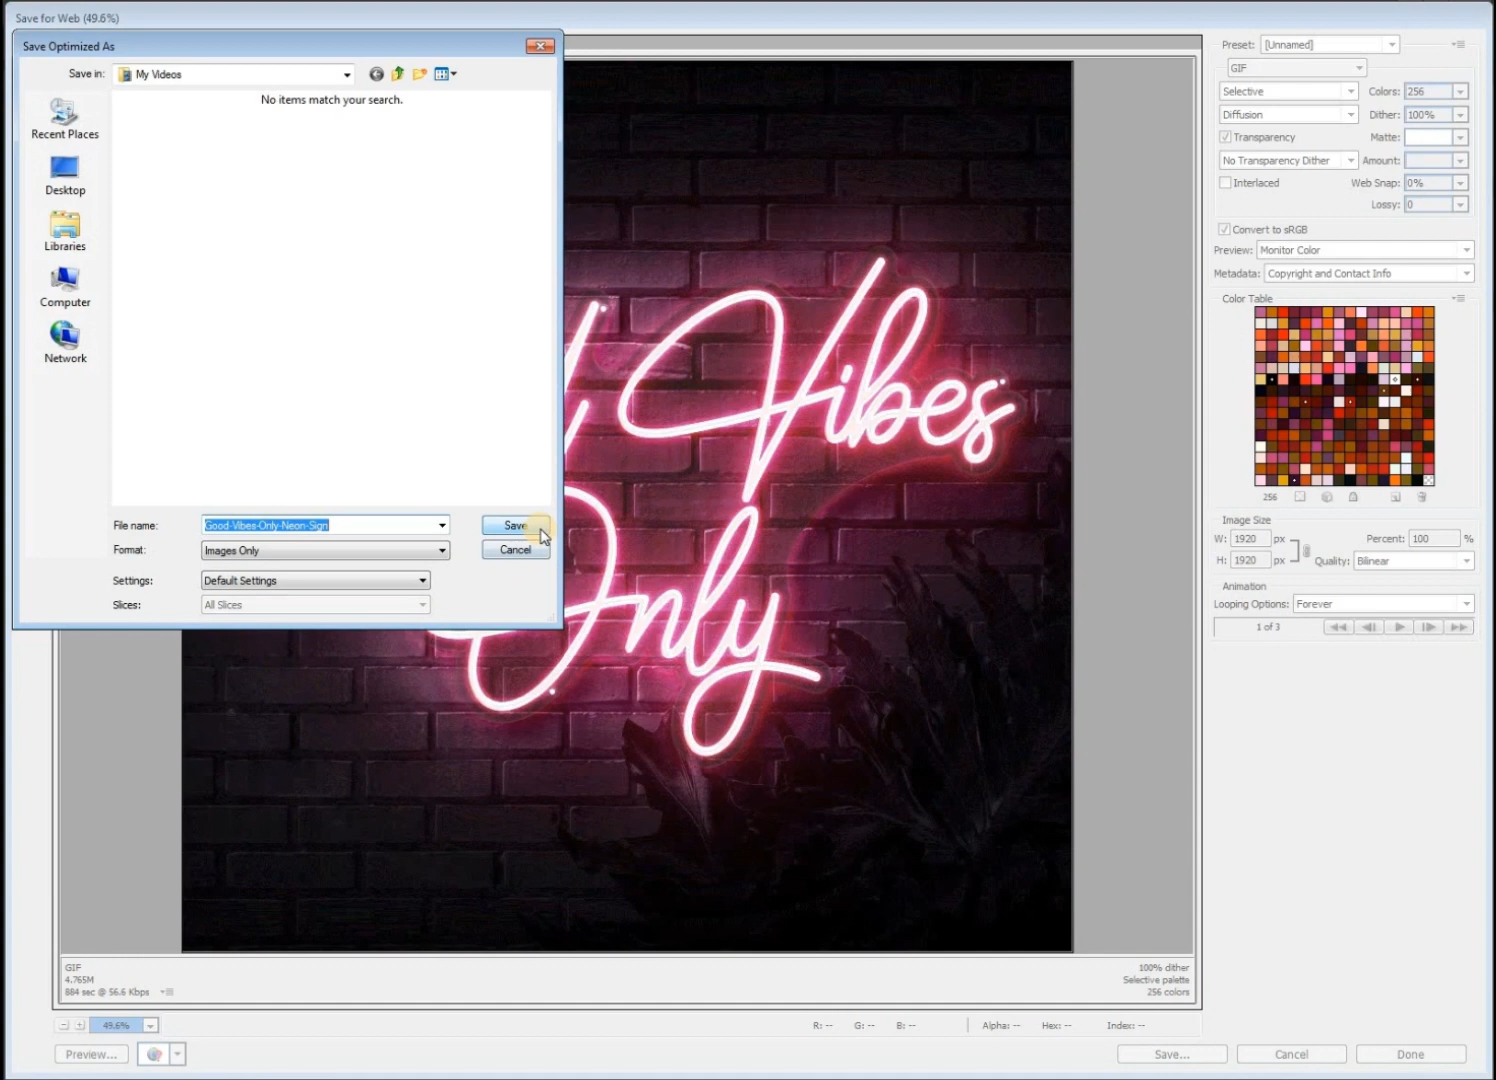 Save for Web (49.6%)
Save Optimized As
Save in: My Videos
No items match your search.
Recent Places
Desktop
Libraries
Computer
Network
File name: Good-Vibes-Only-Neon-Sign
Save
Format: Images Only
Cancel
Settings: Default Settings
Slices: All Slices
Vibes
Only
Preset: [Unnamed]
GIF
Selective Colors: 256
Diffusion Dither: 100%
Transparency Matte:
No Transparency Dither Amount:
Interlaced Web Snap: 0%
Lossy: 0
Convert to sRGB
Preview: Monitor Color
Metadata: Copyright and Contact Info
Color Table
256
Image Size
W: 1920 px Percent: 100 %
H: 1920 px Quality: Bilinear
Animation
Looping Options: Forever
1 of 3
GIF
4.765M
884 sec @ 56.6 Kbps
100% dither
Selective palette
256 colors
49.6%
R: -- G: -- B: -- Alpha: -- Hex: -- Index: --
Preview...
Save... Cancel Done